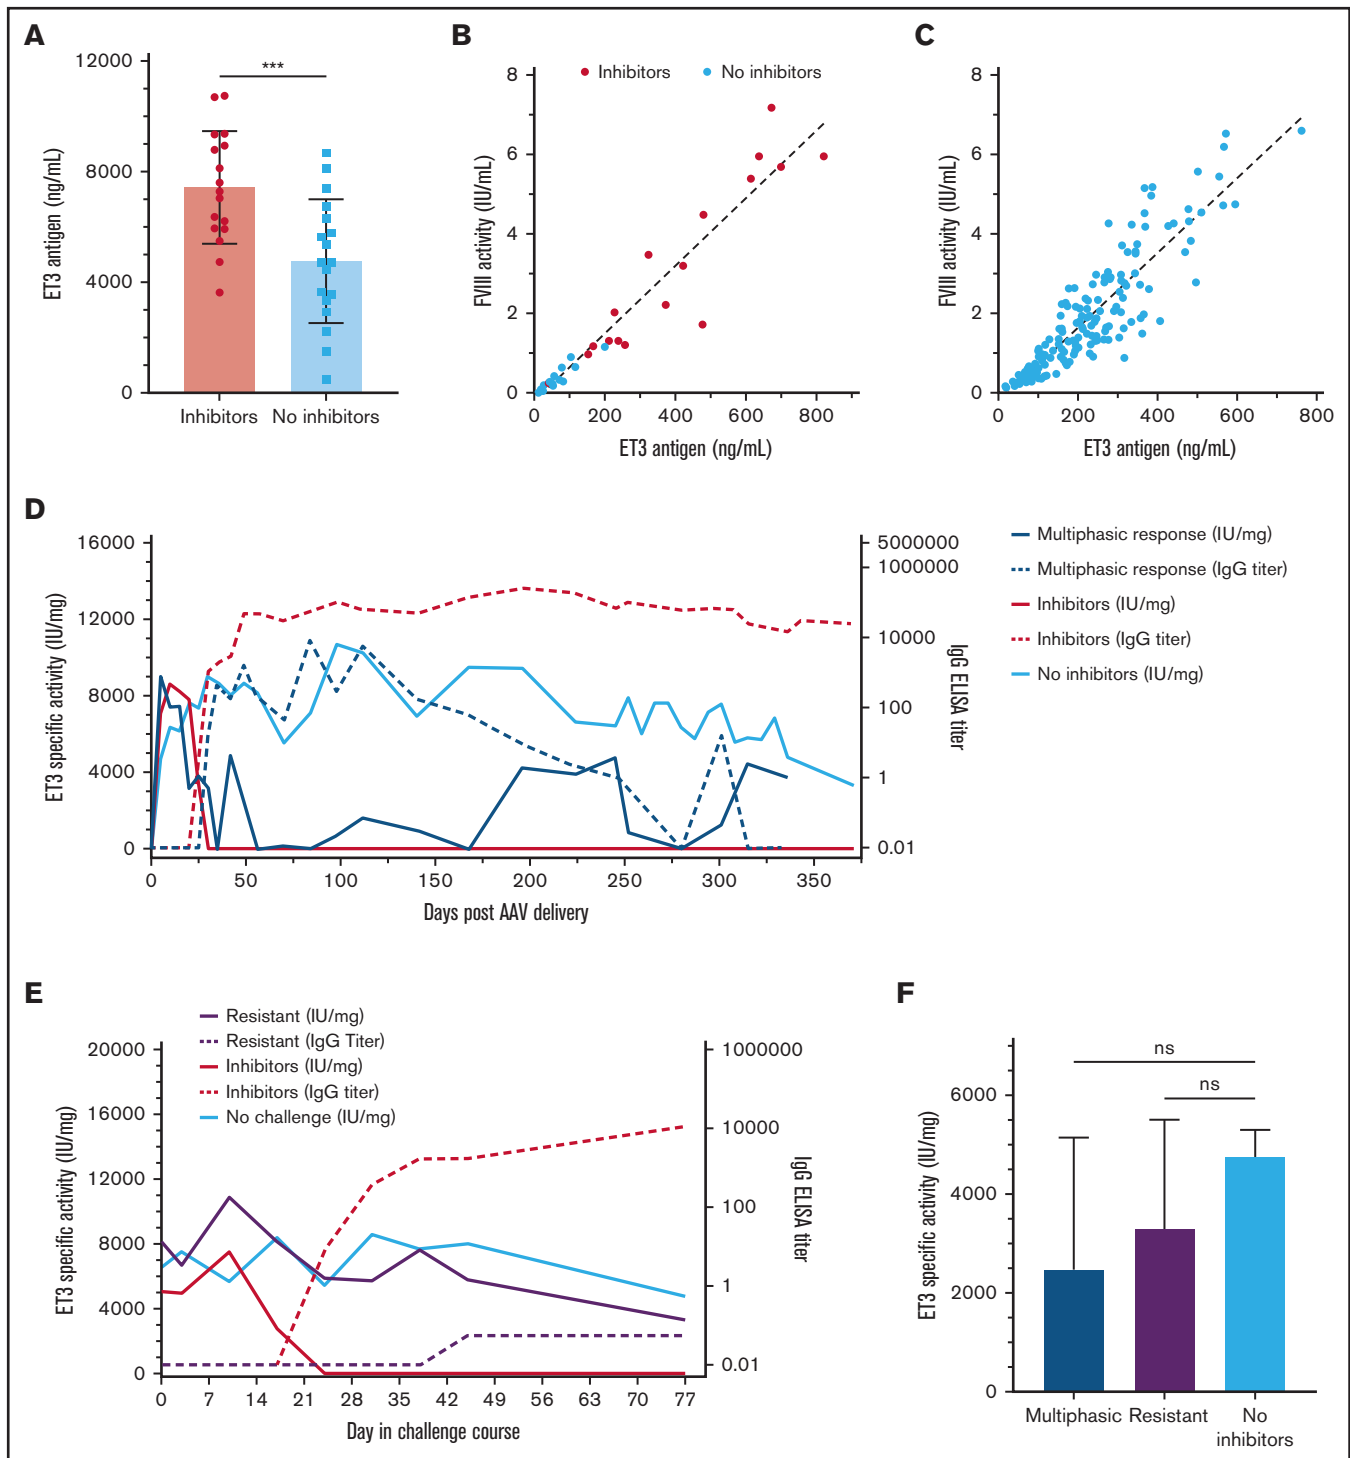 A
12000
8000
4000
0
ET3 antigen (ng/mL)
***
Inhibitors
No inhibitors
B
Inhibitors
No inhibitors
8
6
4
2
0
FVIII activity (IU/mL)
0
200
400
600
800
ET3 antigen (ng/mL)
C
8
6
4
2
0
FVIII activity (IU/mL)
0
200
400
600
800
ET3 antigen (ng/mL)
D
16000
12000
8000
4000
0
ET3 specific activity (IU/mg)
5000000
1000000
10000
100
1
0.01
IgG ELISA titer
0
50
100
150
200
250
300
350
Days post AAV delivery
Multiphasic response (IU/mg)
Multiphasic response (IgG titer)
Inhibitors (IU/mg)
Inhibitors (IgG titer)
No inhibitors (IU/mg)
E
Resistant (IU/mg)
Resistant (IgG Titer)
Inhibitors (IU/mg)
Inhibitors (IgG titer)
No challenge (IU/mg)
20000
16000
12000
8000
4000
0
ET3 specific activity (IU/mg)
1000000
10000
100
1
0.01
IgG ELISA titer
0
7
14
21
28
35
42
49
56
63
70
77
Day in challenge course
F
ns
ns
6000
4000
2000
0
ET3 specific activity (IU/mg)
Multiphasic
Resistant
No
inhibitors